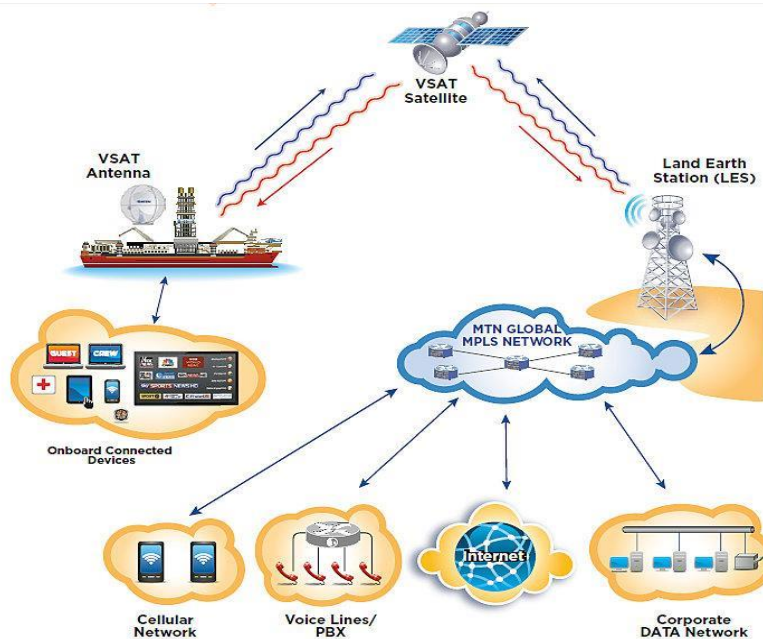 VSAT
Satellite
VSAT
Antenna
Land Earth
Station (LES)
MTN GLOBAL
MPLS NETWORK
GUEST
CREW
SKY SPORTS NEWS HD
Onboard Connected
Devices
Internet
Cellular
Network
Voice Lines/
PBX
Corporate
DATA Network